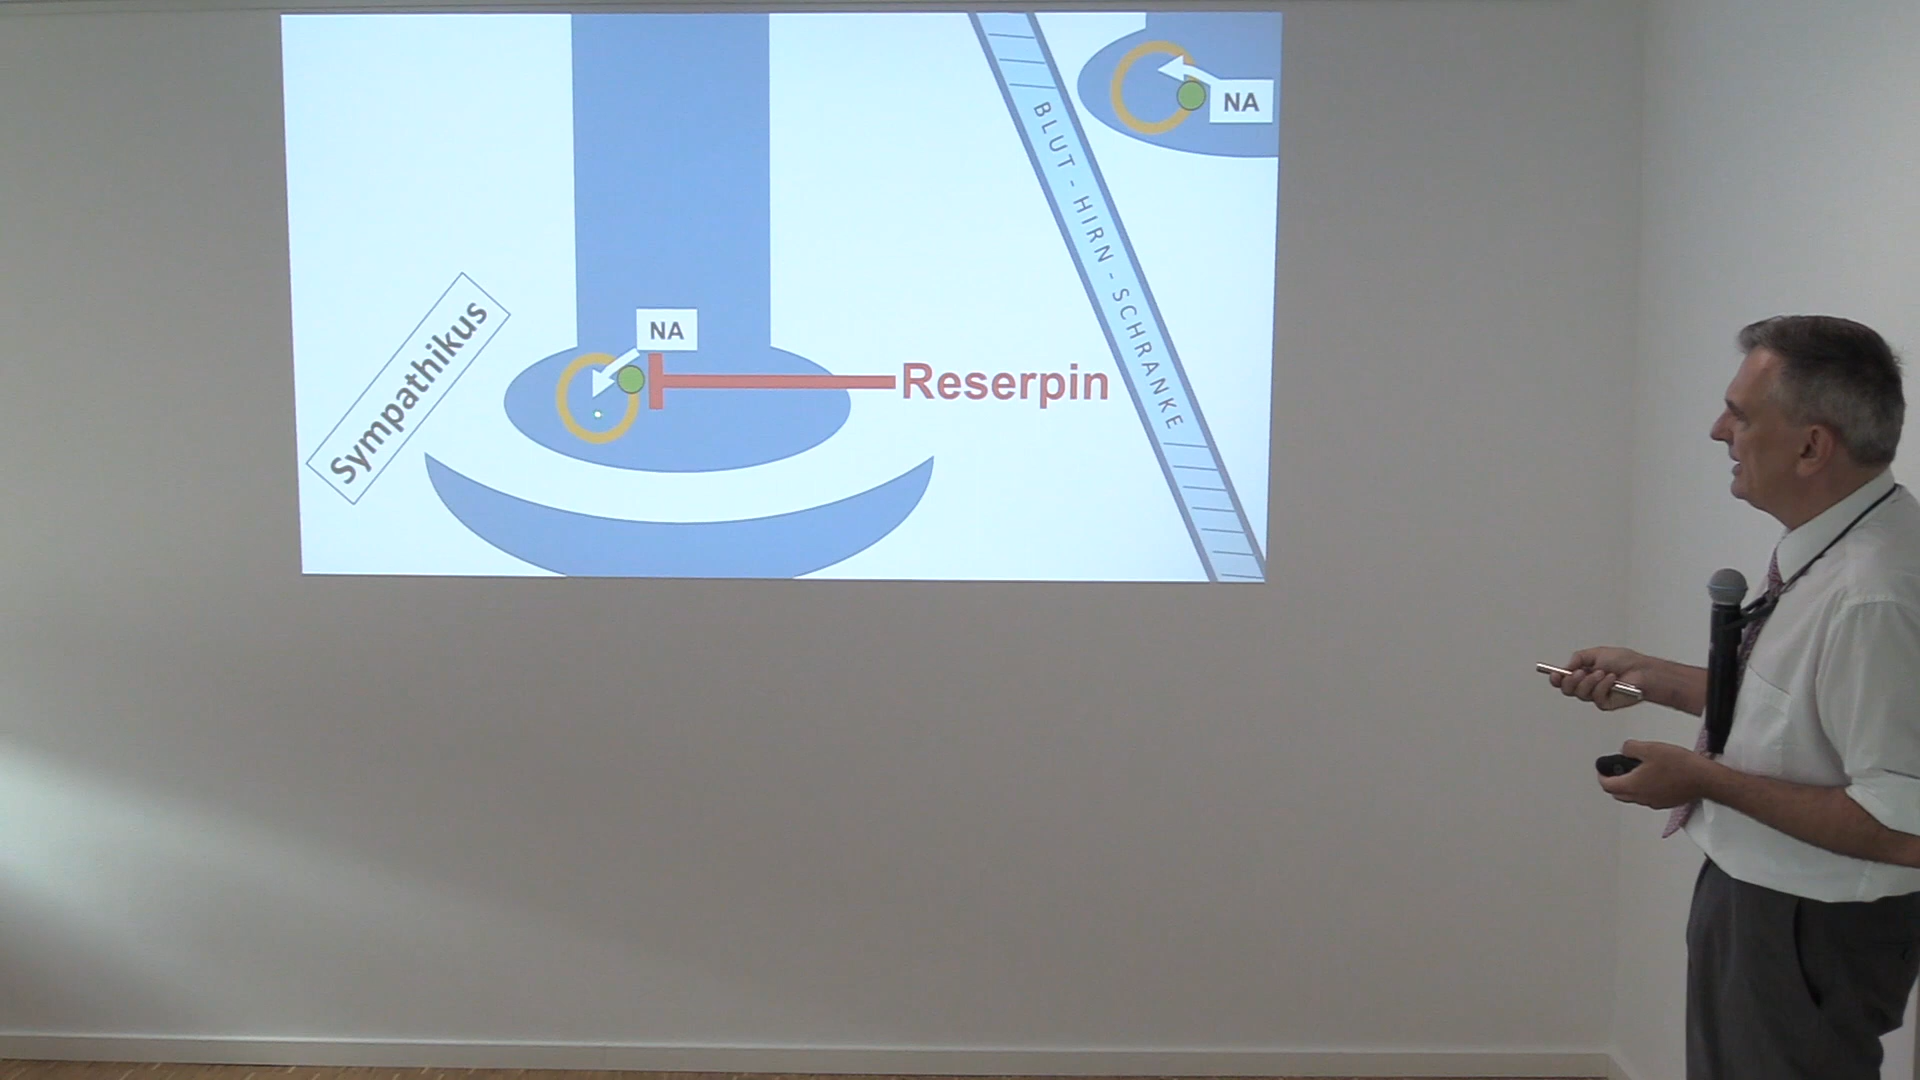 NA
BLUT - HIRN - SCHRANKE
Sympathikus
NA
Reserpin